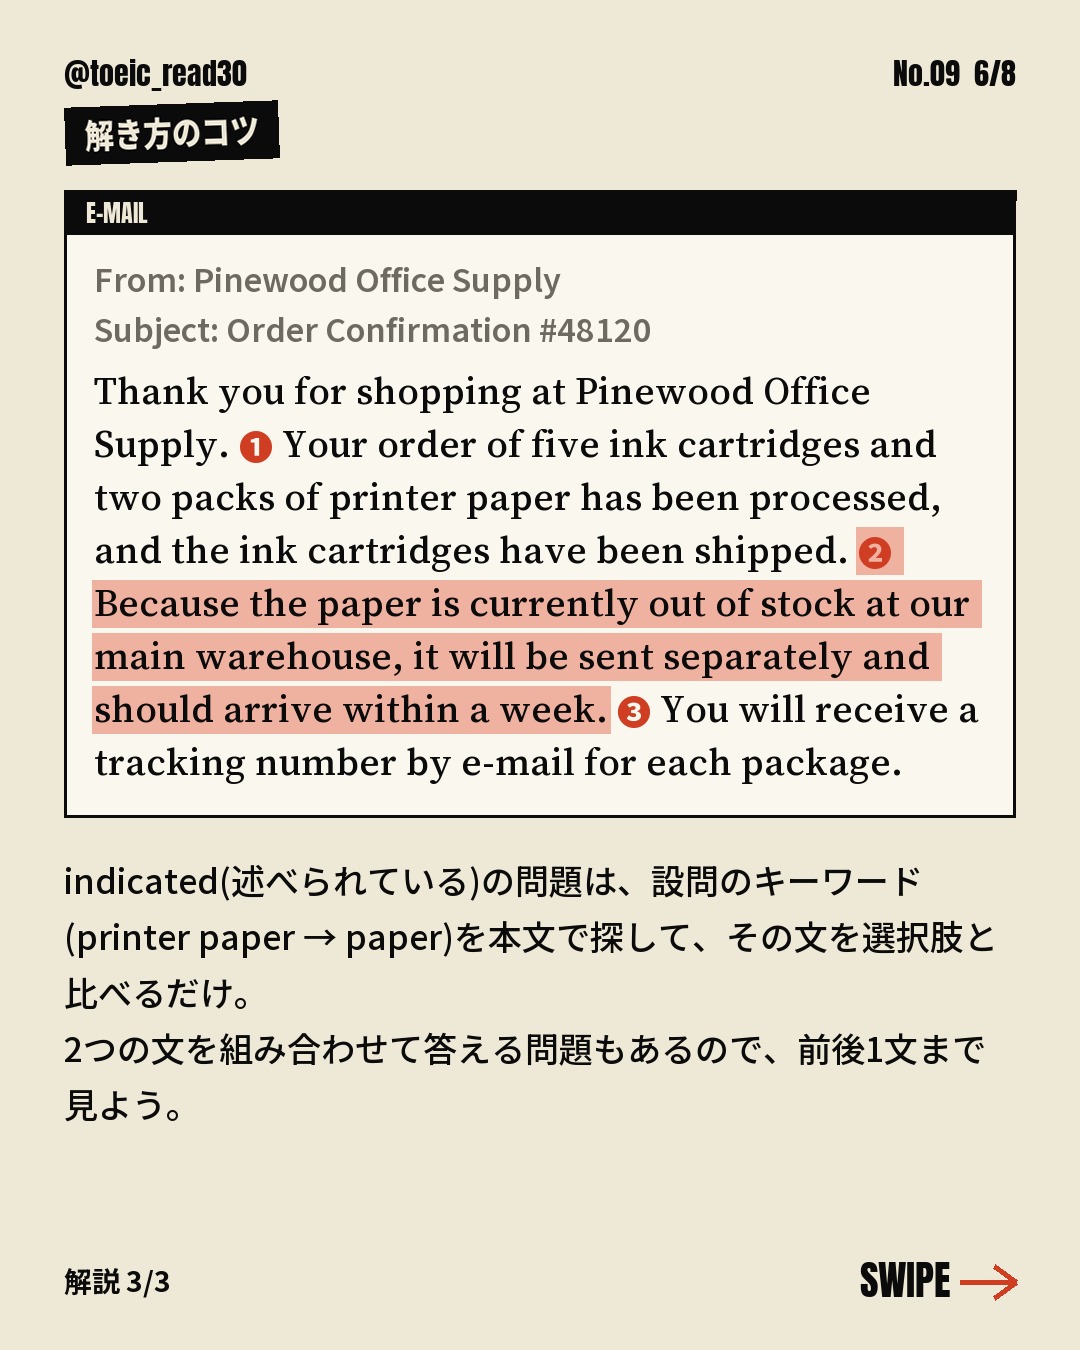 @toeic_read30
No.09 6/8
解き方のコツ
E-MAIL
From: Pinewood Office Supply
Subject: Order Confirmation #48120
Thank you for shopping at Pinewood Office
Supply. ❶ Your order of five ink cartridges and
two packs of printer paper has been processed,
and the ink cartridges have been shipped. ❷
Because the paper is currently out of stock at our
main warehouse, it will be sent separately and
should arrive within a week. ❸ You will receive a
tracking number by e-mail for each package.
indicated(述べられている)の問題は、設問のキーワード
(printer paper → paper)を本文で探して、その文を選択肢と
比べるだけ。
2つの文を組み合わせて答える問題もあるので、前後1文まで
見よう。
解説 3/3
SWIPE →